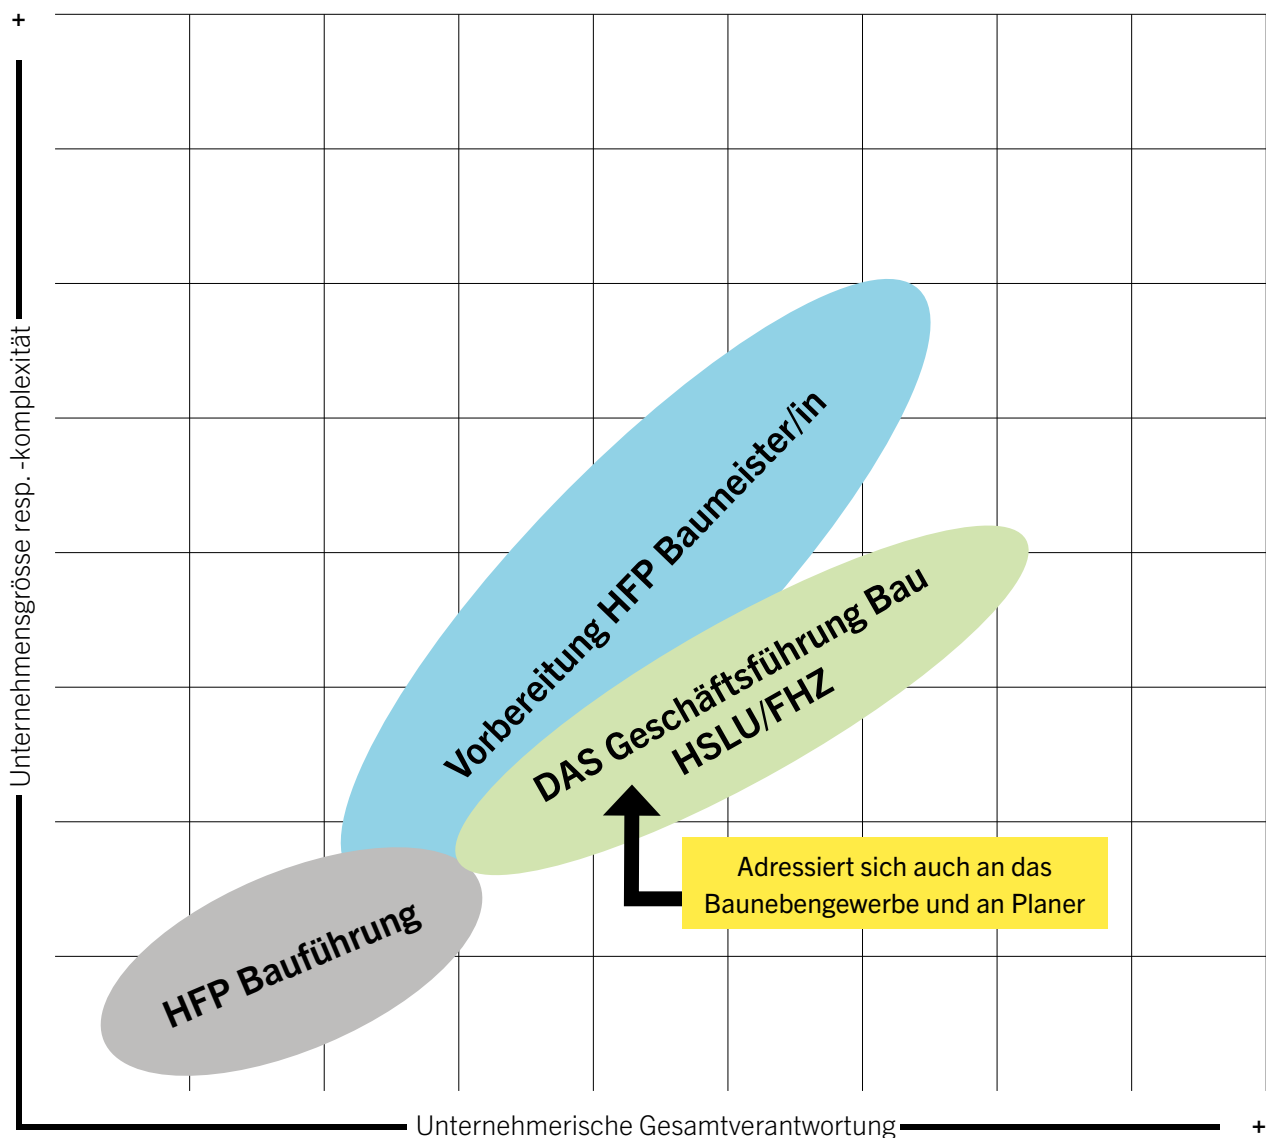 +
Unternehmensgrösse resp. -komplexität
Vorbereitung HFP Baumeister/in
DAS Geschäftsführung Bau
HSLU/FHZ
Adressiert sich auch an das
Baunebengewerbe und an Planer
HFP Bauführung
Unternehmerische Gesamtverantwortung
+